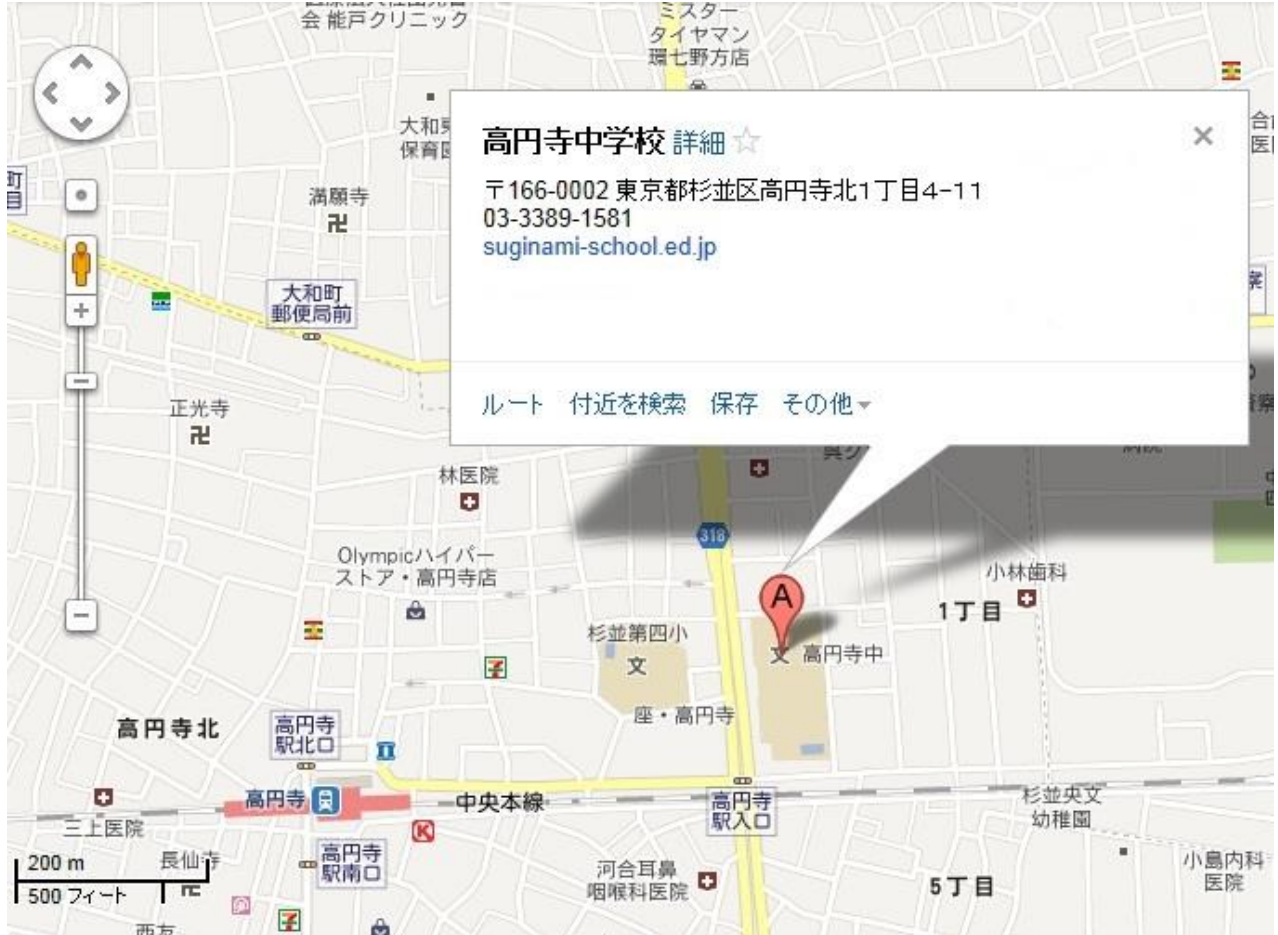 会 能戸クリニック
ミスター
タイヤマン
環七野方店
大和東
保育園
高円寺中学校 詳細
〒166-0002 東京都杉並区高円寺北1丁目4-11
03-3389-1581
suginami-school.ed.jp
ルート 付近を検索 保存 その他
満願寺
大和町
郵便局前
正光寺
林医院
318
Olympicハイパー
ストア・高円寺店
A
小林歯科
1丁目
杉並第四小
文
文 高円寺中
座・高円寺
高円寺北
高円寺
駅北口
高円寺
中央本線
高円寺
駅入口
杉並央文
幼稚園
三上医院
K
200 m
長仙寺
高円寺
駅南口
河合耳鼻
咽喉科医院
5丁目
小島内科
医院
500 フィート
西友